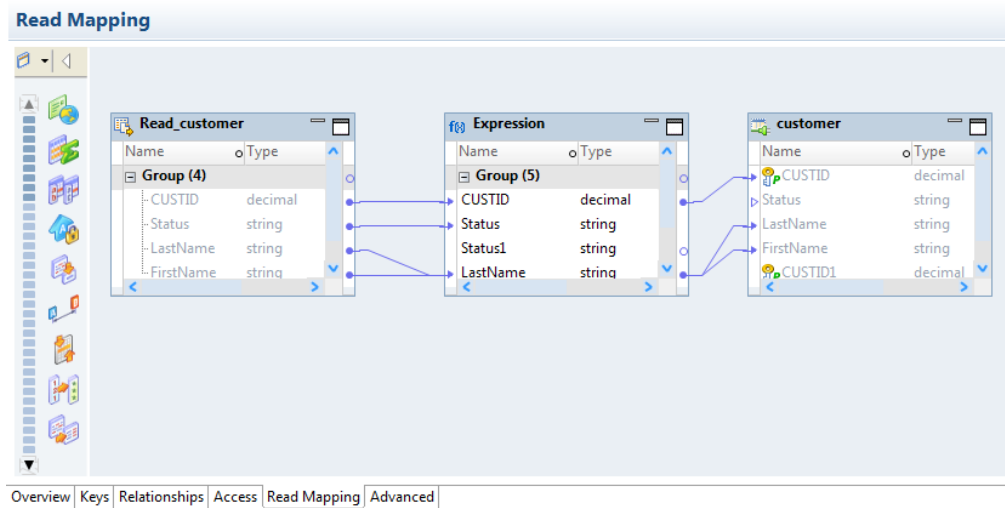 Read Mapping
Read_customer
Name Type
Group (4)
CUSTID decimal
Status string
LastName string
FirstName string
f(x) Expression
Name Type
Group (5)
CUSTID decimal
Status string
Status1 string
LastName string
customer
Name Type
CUSTID decimal
Status string
LastName string
FirstName string
CUSTID1 decimal
Overview Keys Relationships Access Read Mapping Advanced